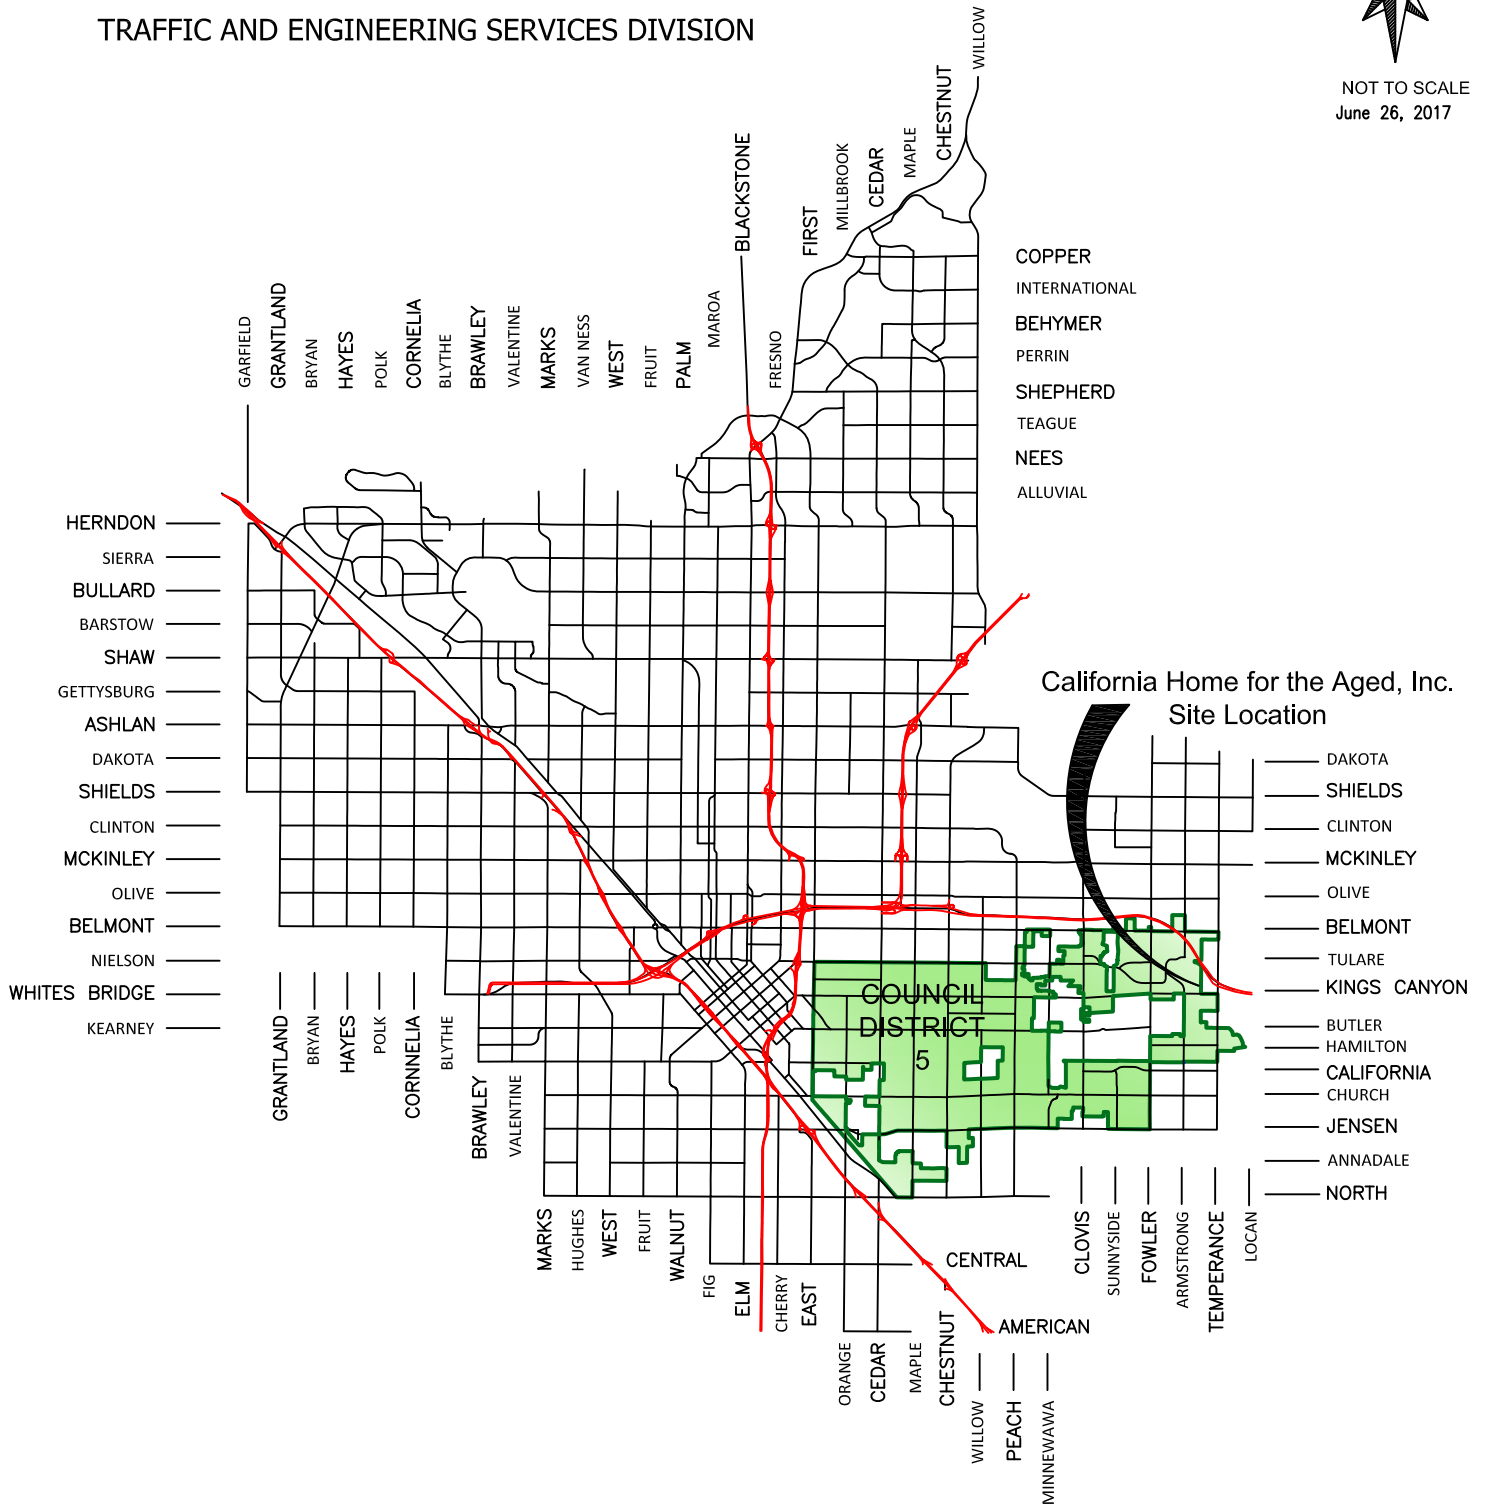 TRAFFIC AND ENGINEERING SERVICES DIVISION
NOT TO SCALE
June 26, 2017
WILLOW
CHESTNUT
MAPLE
CEDAR
MILLBROOK
FIRST
BLACKSTONE
COPPER
INTERNATIONAL
BEHYMER
PERRIN
SHEPHERD
TEAGUE
NEES
ALLUVIAL
GARFIELD
GRANTLAND
BRYAN
HAYES
POLK
CORNELIA
BLYTHE
BRAWLEY
VALENTINE
MARKS
VAN NESS
WEST
FRUIT
PALM
MAROA
FRESNO
HERNDON
SIERRA
BULLARD
BARSTOW
SHAW
GETTYSBURG
ASHLAN
DAKOTA
SHIELDS
CLINTON
MCKINLEY
OLIVE
BELMONT
NIELSON
WHITES BRIDGE
KEARNEY
California Home for the Aged, Inc.
Site Location
DAKOTA
SHIELDS
CLINTON
MCKINLEY
OLIVE
BELMONT
TULARE
KINGS CANYON
BUTLER
HAMILTON
CALIFORNIA
CHURCH
JENSEN
ANNADALE
NORTH
COUNCIL
DISTRICT
5
GRANTLAND
BRYAN
HAYES
POLK
CORNNELIA
BLYTHE
BRAWLEY
VALENTINE
MARKS
HUGHES
WEST
FRUIT
WALNUT
FIG
ELM
CHERRY
EAST
ORANGE
CEDAR
MAPLE
CHESTNUT
WILLOW
PEACH
MINNEWAWA
CENTRAL
AMERICAN
CLOVIS
SUNNYSIDE
FOWLER
ARMSTRONG
TEMPERANCE
LOCAN